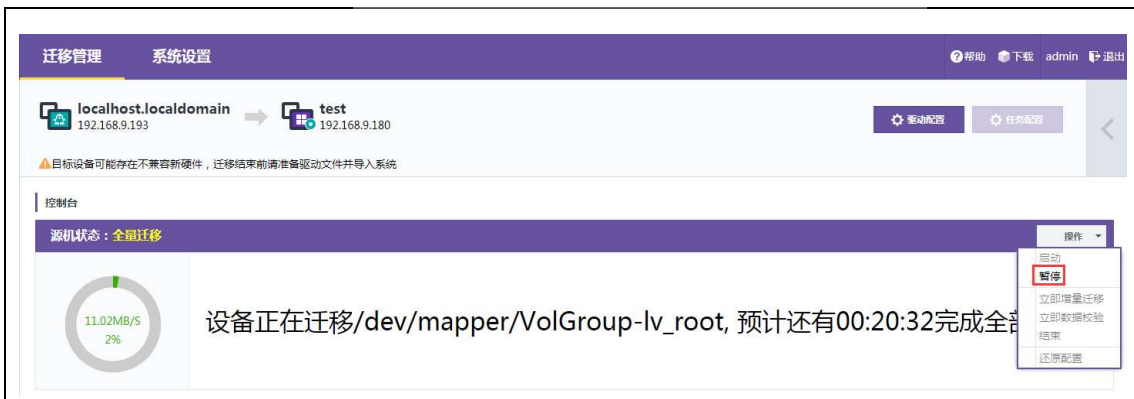 迁移管理 系统设置 帮助 下载 admin 退出
localhost.localdomain test
192.168.9.193 192.168.9.180
驱动配置 任务配置
目标设备可能存在不兼容新硬件，迁移结束前请准备驱动文件并导入系统
控制台
源机状态：全量迁移 操作
启动
暂停
立即增量迁移
立即数据校验
结束
还原配置
11.02MB/S
2%
设备正在迁移/dev/mapper/VolGroup-lv_root, 预计还有00:20:32完成全